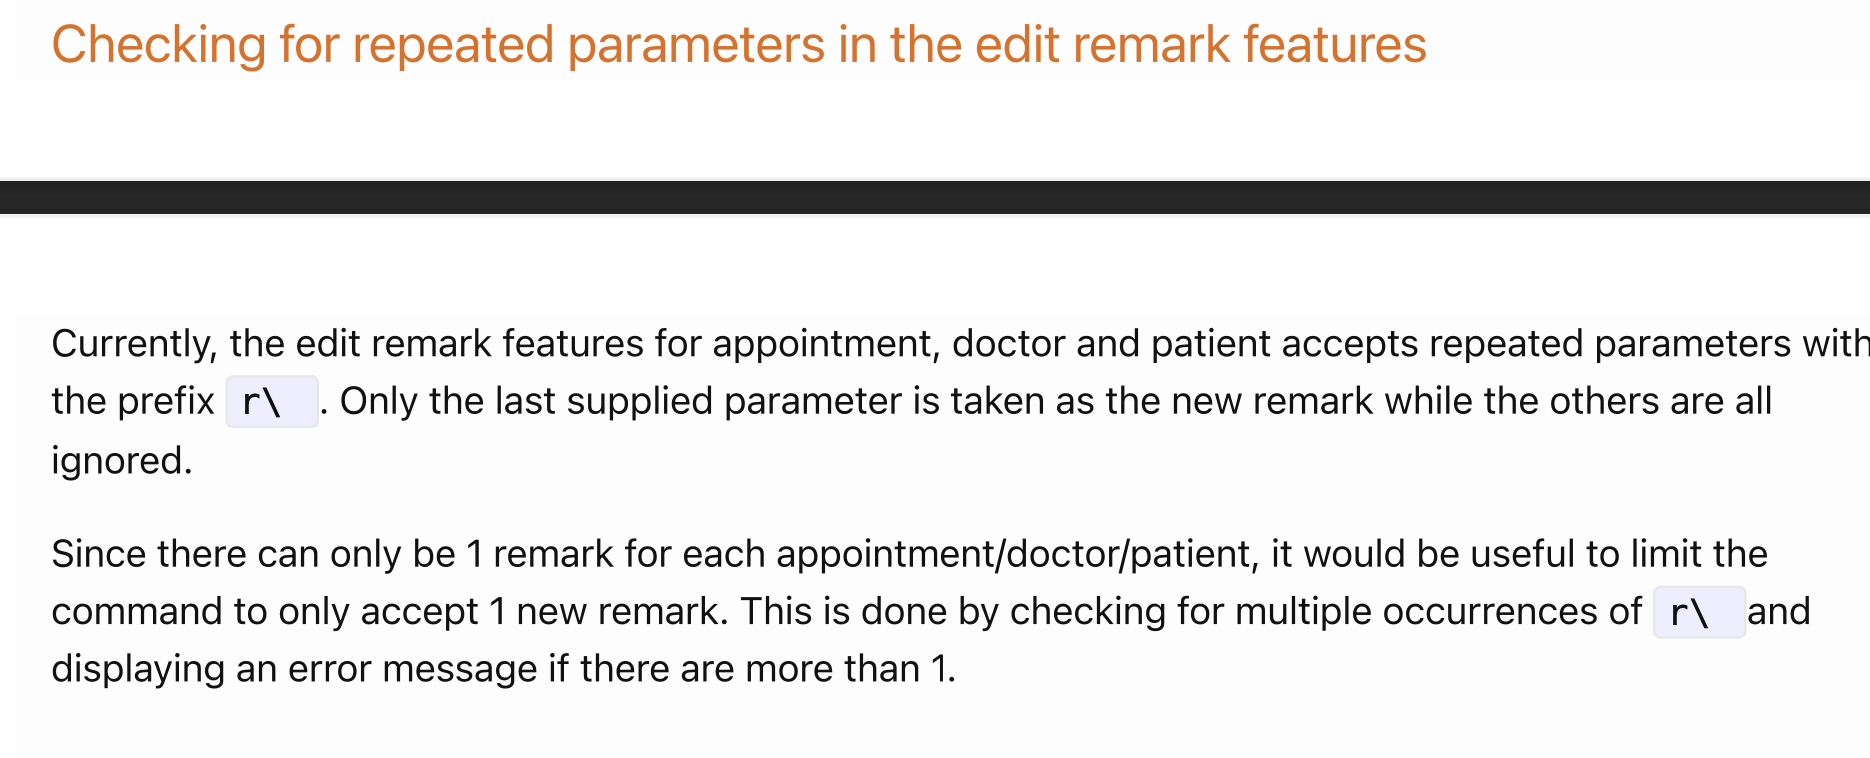 Checking for repeated parameters in the edit remark features
Currently, the edit remark features for appointment, doctor and patient accepts repeated parameters with
the prefix r\ . Only the last supplied parameter is taken as the new remark while the others are all
ignored.
Since there can only be 1 remark for each appointment/doctor/patient, it would be useful to limit the
command to only accept 1 new remark. This is done by checking for multiple occurrences of r\ and
displaying an error message if there are more than 1.